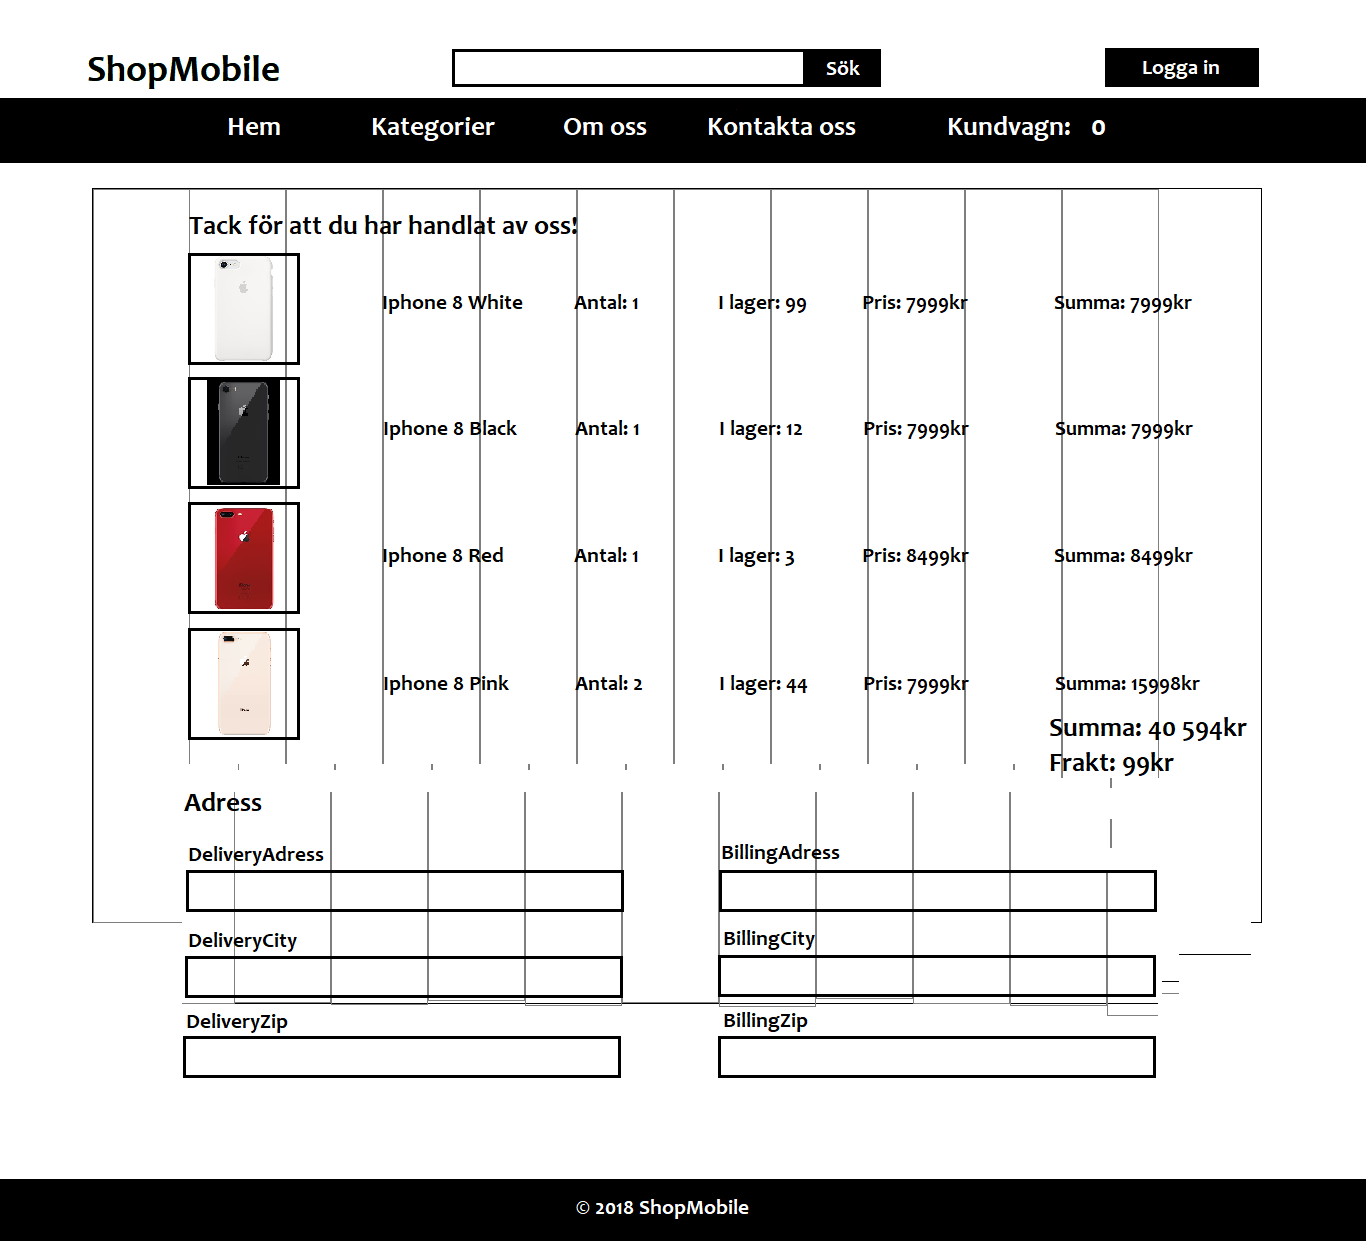 ShopMobile
Sök
Logga in
Hem Kategorier Om oss Kontakta oss Kundvagn: 0
Tack för att du har handlat av oss!
Iphone 8 White Antal: 1 I lager: 99 Pris: 7999kr Summa: 7999kr
Iphone 8 Black Antal: 1 I lager: 12 Pris: 7999kr Summa: 7999kr
Iphone 8 Red Antal: 1 I lager: 3 Pris: 8499kr Summa: 8499kr
Iphone 8 Pink Antal: 2 I lager: 44 Pris: 7999kr Summa: 15998kr
Summa: 40 594kr
Frakt: 99kr
Adress
DeliveryAdress BillingAdress
DeliveryCity BillingCity
DeliveryZip BillingZip
© 2018 ShopMobile